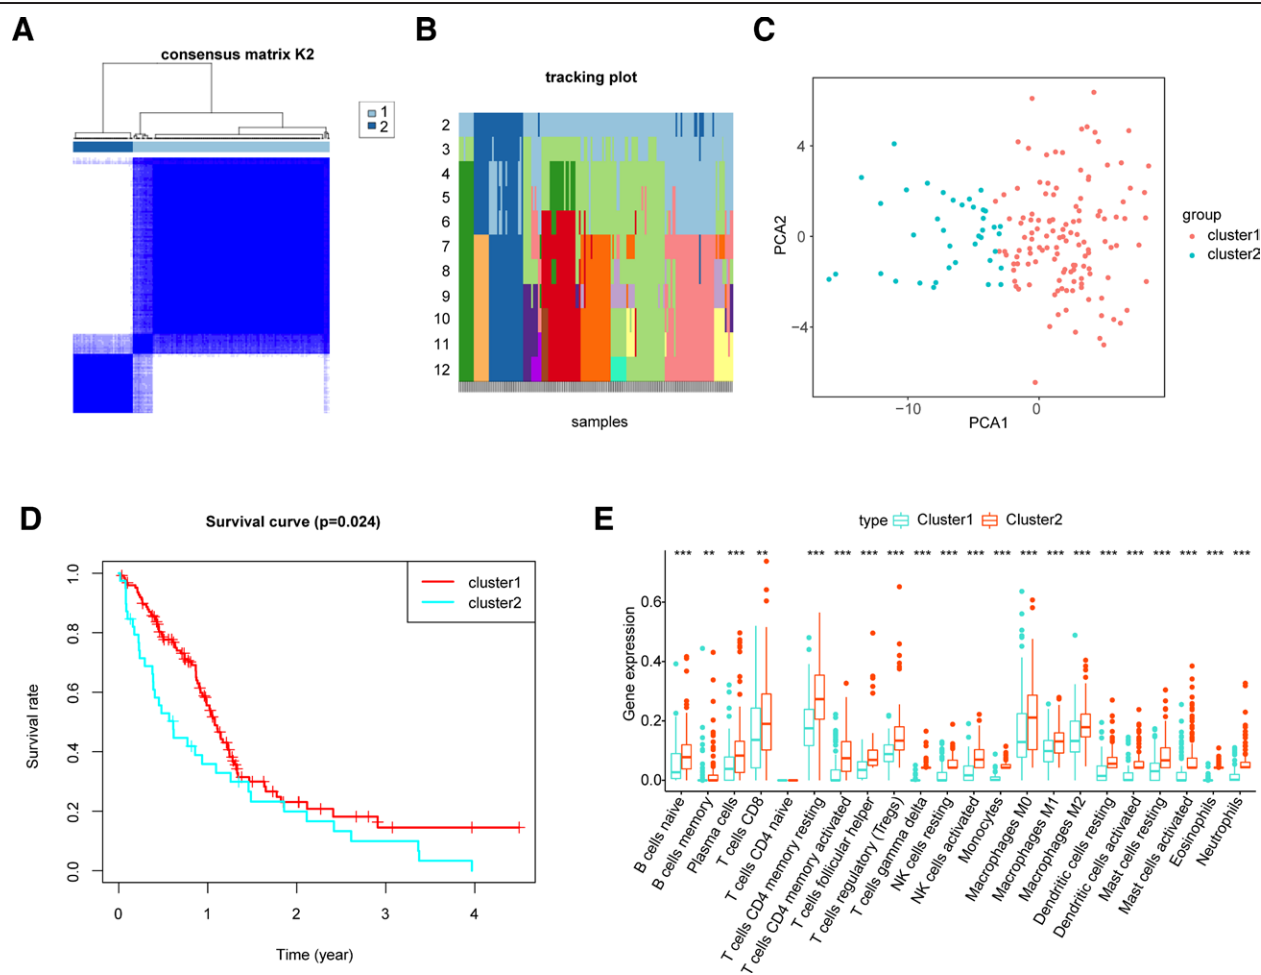 A
consensus matrix K2
1
2
B
tracking plot
2
3
4
5
6
7
8
9
10
11
12
samples
C
4
0
−4
PCA2
−10 0
PCA1
group
cluster1
cluster2
D
Survival curve (p=0.024)
cluster1
cluster2
Survival rate
1.0
0.8
0.6
0.4
0.2
0.0
0 1 2 3 4
Time (year)
E
type Cluster1 Cluster2
*** ** *** ** *** *** *** *** *** *** *** *** *** *** *** *** *** *** *** *** ***
Gene expression
0.6
0.4
0.2
0.0
B cells naive
B cells memory
Plasma cells
T cells CD8
T cells CD4 naive
T cells CD4 memory resting
T cells CD4 memory activated
T cells follicular helper
T cells regulatory (Tregs)
T cells gamma delta
NK cells resting
NK cells activated
Monocytes
Macrophages M0
Macrophages M1
Macrophages M2
Dendritic cells resting
Dendritic cells activated
Mast cells resting
Mast cells activated
Eosinophils
Neutrophils